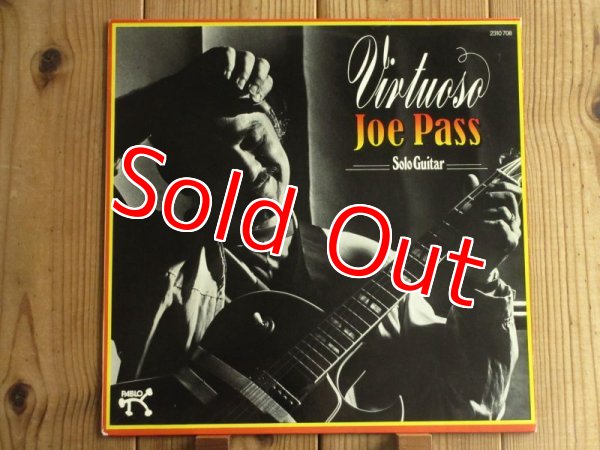 2310 708
Virtuoso
Joe Pass
Solo Guitar
Sold Out
PABLO